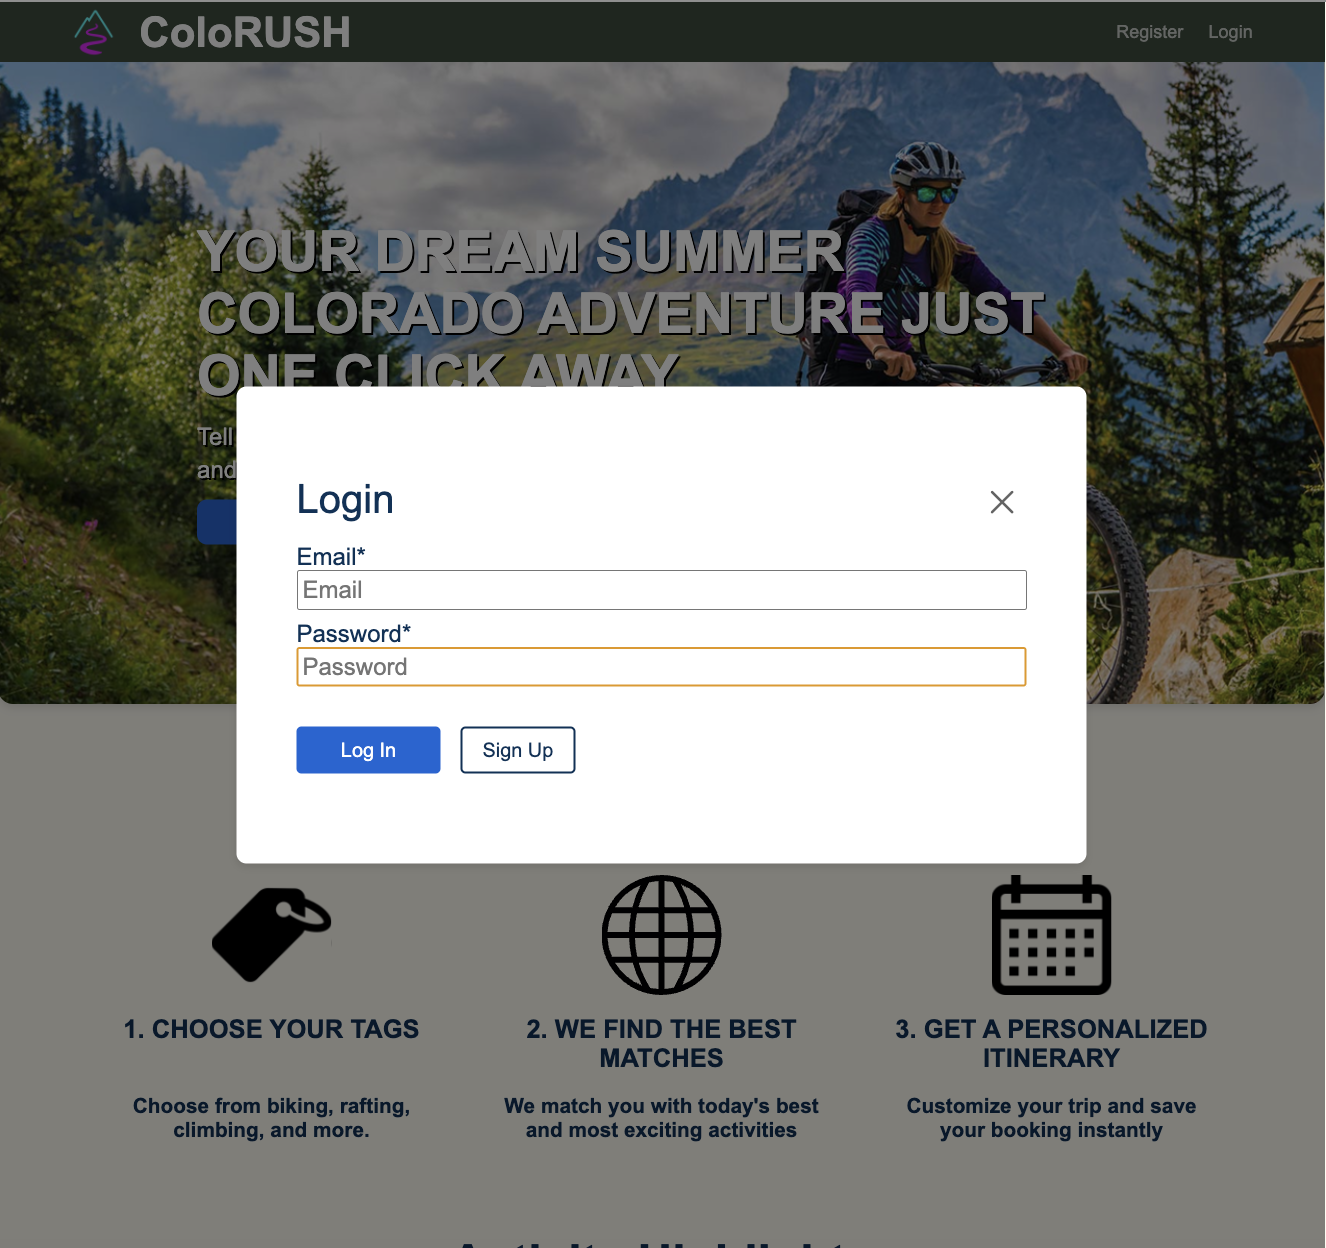 ColoRUSH
Register
Login
YOUR DREAM SUMMER
COLORADO ADVENTURE JUST
ONE CLICK AWAY
Tell
and
Login
Email*
Email
Password*
Password
Log In
Sign Up
1. CHOOSE YOUR TAGS
Choose from biking, rafting,
climbing, and more.
2. WE FIND THE BEST
MATCHES
We match you with today's best
and most exciting activities
3. GET A PERSONALIZED
ITINERARY
Customize your trip and save
your booking instantly